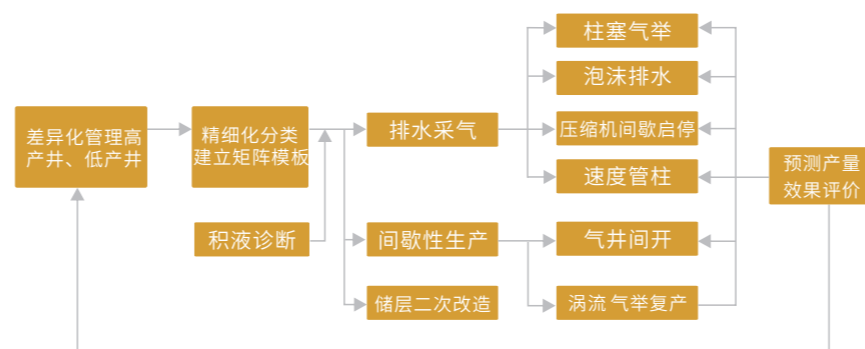 差异化管理高
产井、低产井
精细化分类
建立矩阵模板
积液诊断
排水采气
间歇性生产
储层二次改造
柱塞气举
泡沫排水
压缩机间歇启停
速度管柱
气井间开
涡流 气举复产
预测产量
效果评价